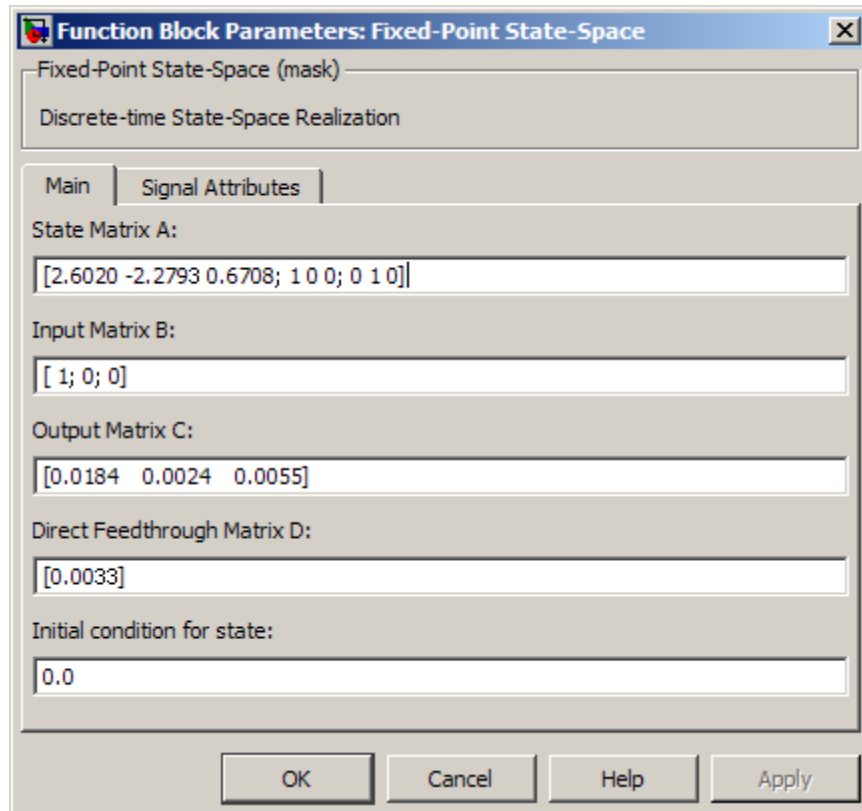 Function Block Parameters: Fixed-Point State-Space
Fixed-Point State-Space (mask)
Discrete-time State-Space Realization
Main Signal Attributes
State Matrix A:
[2.6020 -2.2793 0.6708; 1 0 0; 0 1 0]
Input Matrix B:
[ 1; 0; 0]
Output Matrix C:
[0.0184 0.0024 0.0055]
Direct Feedthrough Matrix D:
[0.0033]
Initial condition for state:
0.0
OK Cancel Help Apply